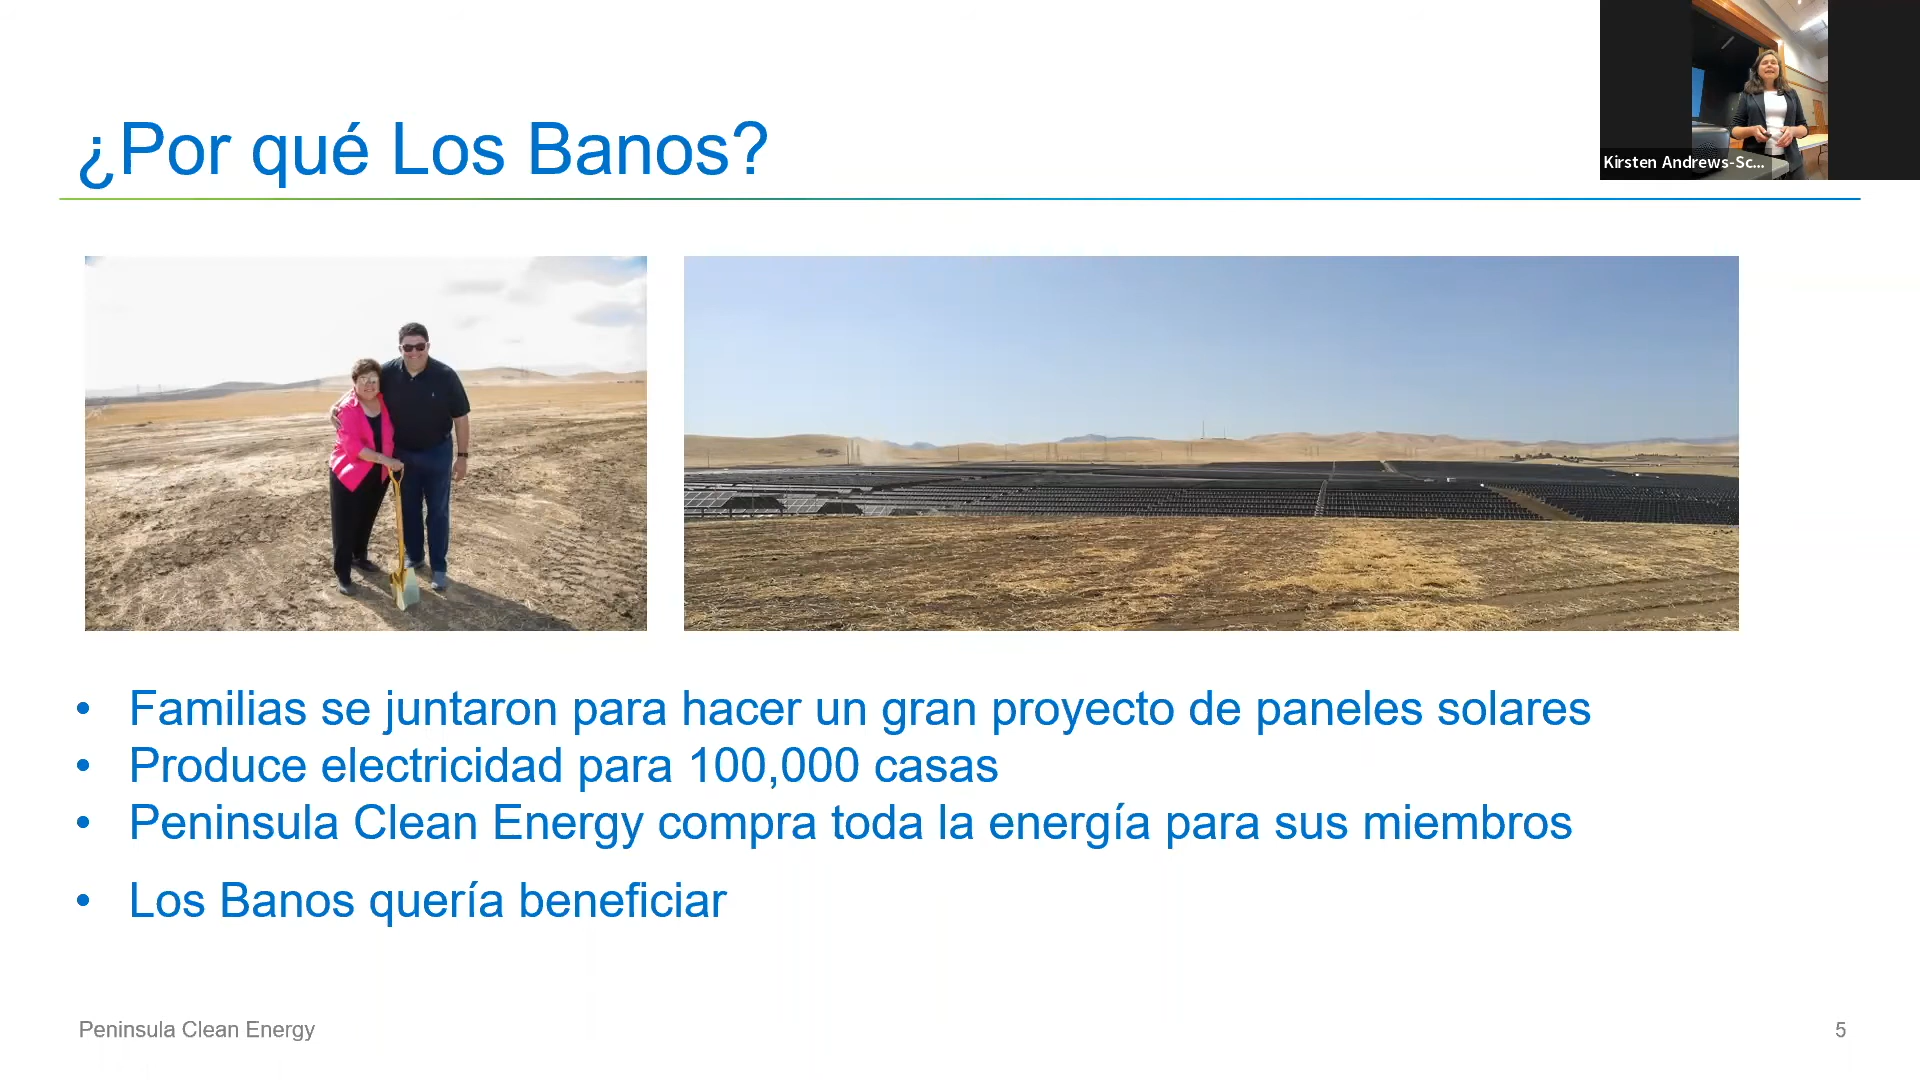 ¿Por qué Los Banos?
Kirsten Andrews-Sc...
• Familias se juntaron para hacer un gran proyecto de paneles solares
• Produce electricidad para 100,000 casas
• Peninsula Clean Energy compra toda la energía para sus miembros
• Los Banos quería beneficiar
Peninsula Clean Energy
5